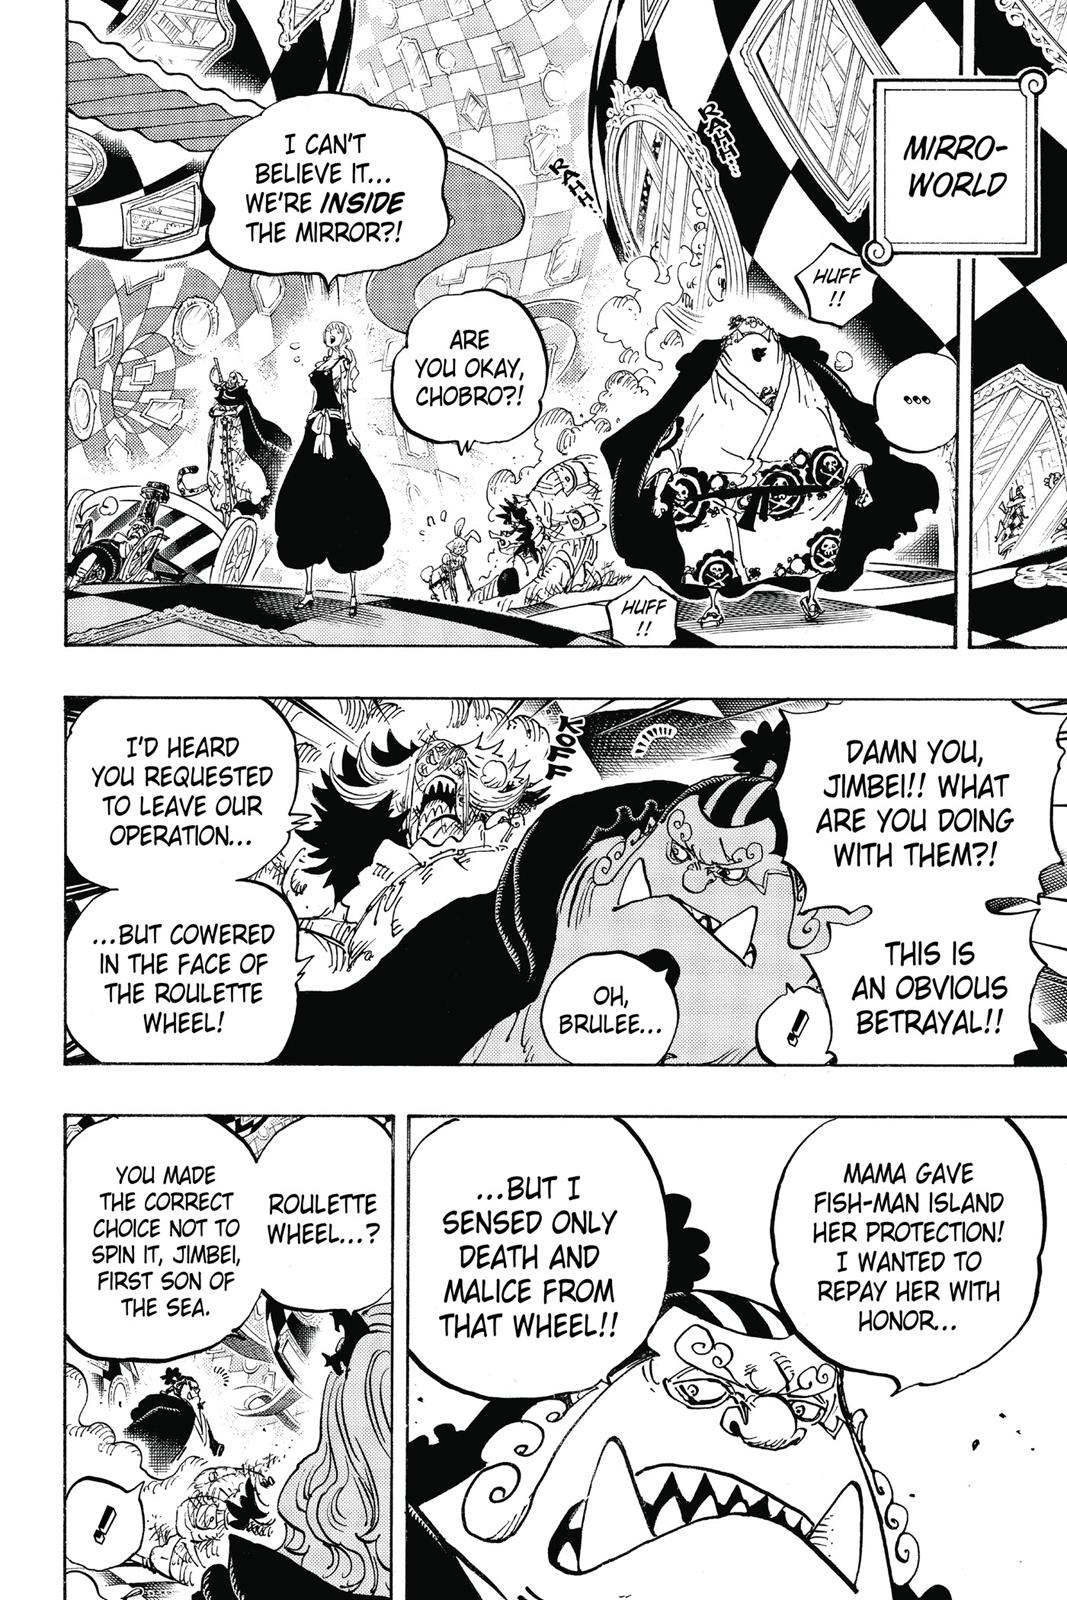 MIRRO-
WORLD
RAHH...
RAHH...
HUFF
!!
...
I CAN'T
BELIEVE IT...
WE'RE INSIDE
THE MIRROR?!
ARE
YOU OKAY,
CHOBRO?!
HUFF
!!
DAMN YOU,
JIMBEI!! WHAT
ARE YOU DOING
WITH THEM?!
THIS IS
AN OBVIOUS
BETRAYAL!!
!
OH,
BRULEE...
I'D HEARD
YOU REQUESTED
TO LEAVE OUR
OPERATION...
...BUT COWERED
IN THE FACE OF
THE ROULETTE
WHEEL!
MAMA GAVE
FISH-MAN ISLAND
HER PROTECTION!
I WANTED TO
REPAY HER WITH
HONOR...
...BUT I
SENSED ONLY
DEATH AND
MALICE FROM
THAT WHEEL!!
ROULETTE
WHEEL...?
YOU MADE
THE CORRECT
CHOICE NOT TO
SPIN IT, JIMBEI,
FIRST SON OF
THE SEA.
!